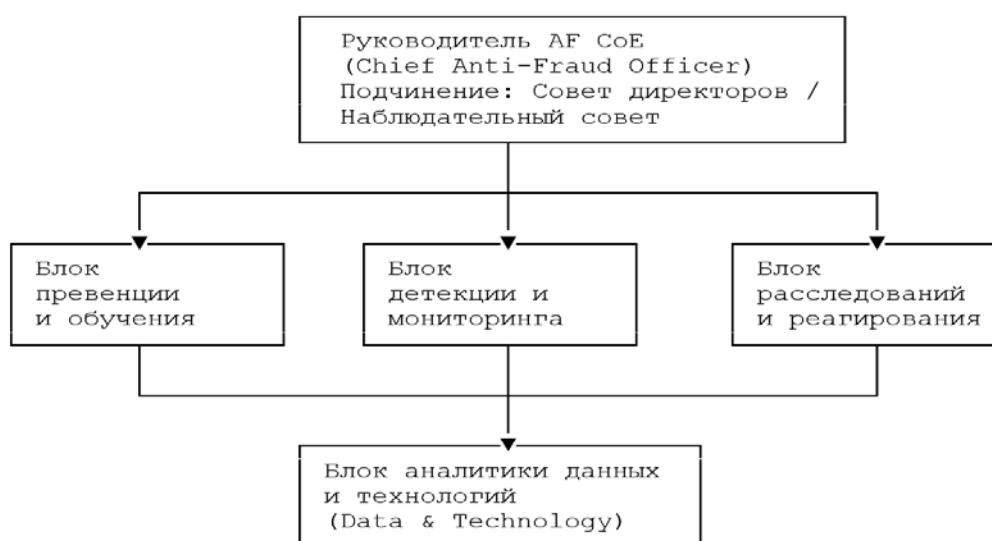 Руководитель AF CoE
(Chief Anti-Fraud Officer)
Подчинение: Совет директоров /
Наблюдательный совет
Блок
превенции
и обучения
Блок
детекции и
мониторинга
Блок
расследований
и реагирования
Блок аналитики данных
и технологий
(Data & Technology)